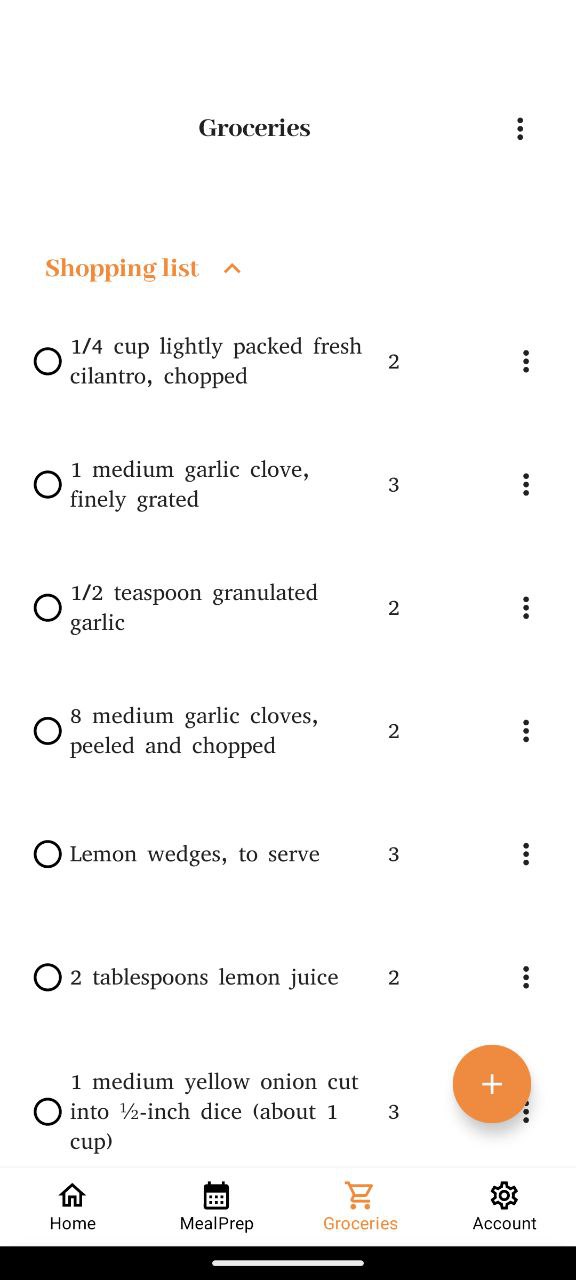 Groceries
Shopping list
1/4 cup lightly packed fresh
cilantro, chopped
2
1 medium garlic clove,
finely grated
3
1/2 teaspoon granulated
garlic
2
8 medium garlic cloves,
peeled and chopped
2
Lemon wedges, to serve
3
2 tablespoons lemon juice
2
1 medium yellow onion cut
into ½-inch dice (about 1
cup)
3
Home
MealPrep
Groceries
Account